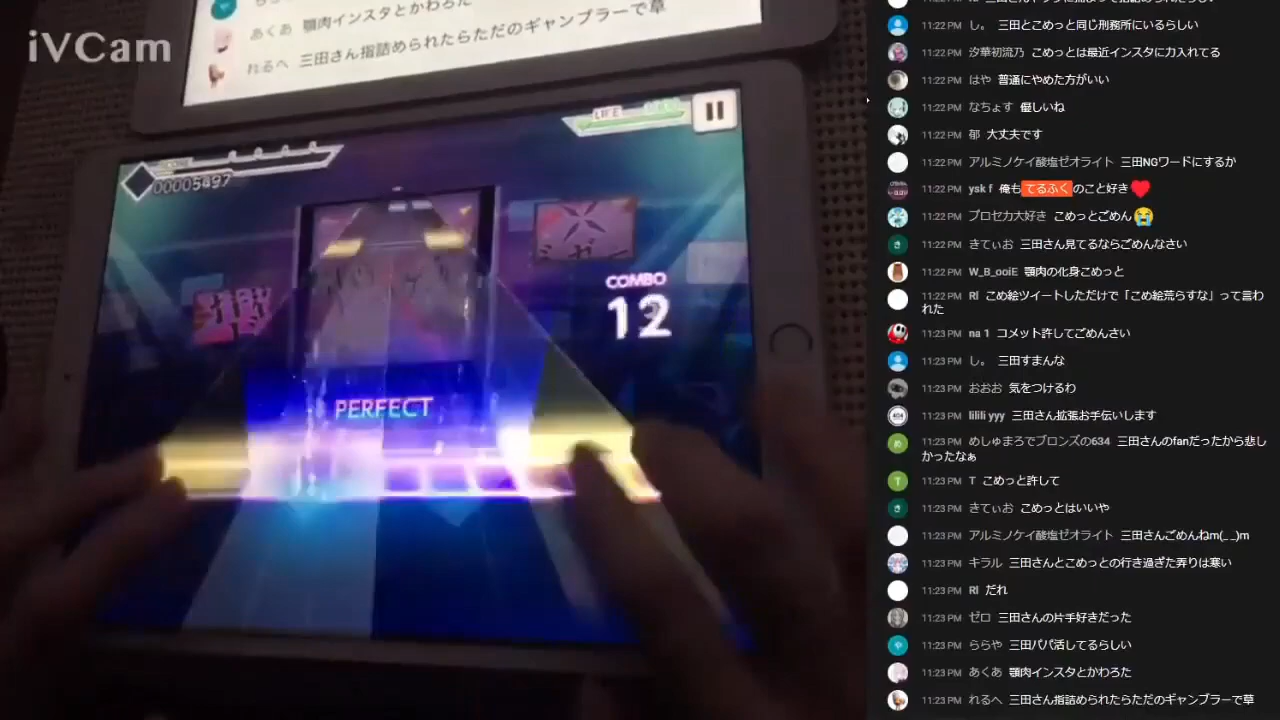 iVCam
あくあ 顎肉インスタとかわろた
れるへ 三田さん指詰められたらただのギャンブラーで草
LIFE
00005897
COMBO
12
PERFECT
11:22 PM し。 三田とこめっと同じ刑務所にいるらしい
11:22 PM 汐華初流乃 こめっとは最近インスタに力入れてる
11:22 PM はや 普通にやめた方がいい
11:22 PM なちょす 優しいね
11:22 PM 郁 大丈夫です
11:22 PM アルミノケイ酸塩ゼオライト 三田NGワードにするか
11:22 PM ysk f 俺もてるふくのこと好き❤️
11:22 PM プロセカ大好き こめっとごめん😭
11:22 PM きてぃお 三田さん見てるならごめんなさい
11:22 PM W_B_ooiE 顎肉の化身こめっと
11:22 PM RI こめ絵ツイートしただけで「こめ絵荒らすな」って言わ
れた
11:23 PM na 1 コメット許してごめんさい
11:23 PM し。 三田すまんな
11:23 PM おおお 気をつけるわ
11:23 PM lilili yyy 三田さん拡張お手伝いします
11:23 PM めしゅまろでブロンズの634 三田さんのfanだったから悲し
かったなぁ
11:23 PM T こめっと許して
11:23 PM きてぃお こめっとはいいや
11:23 PM アルミノケイ酸塩ゼオライト 三田さんごめんねm(_ _)m
11:23 PM キラル 三田さんとこめっとの行き過ぎた弄りは寒い
11:23 PM RI だれ
11:23 PM ゼロ 三田さんの片手好きだった
11:23 PM ららや 三田パパ活してるらしい
11:23 PM あくあ 顎肉インスタとかわろた
11:23 PM れるへ 三田さん指詰められたらただのギャンブラーで草